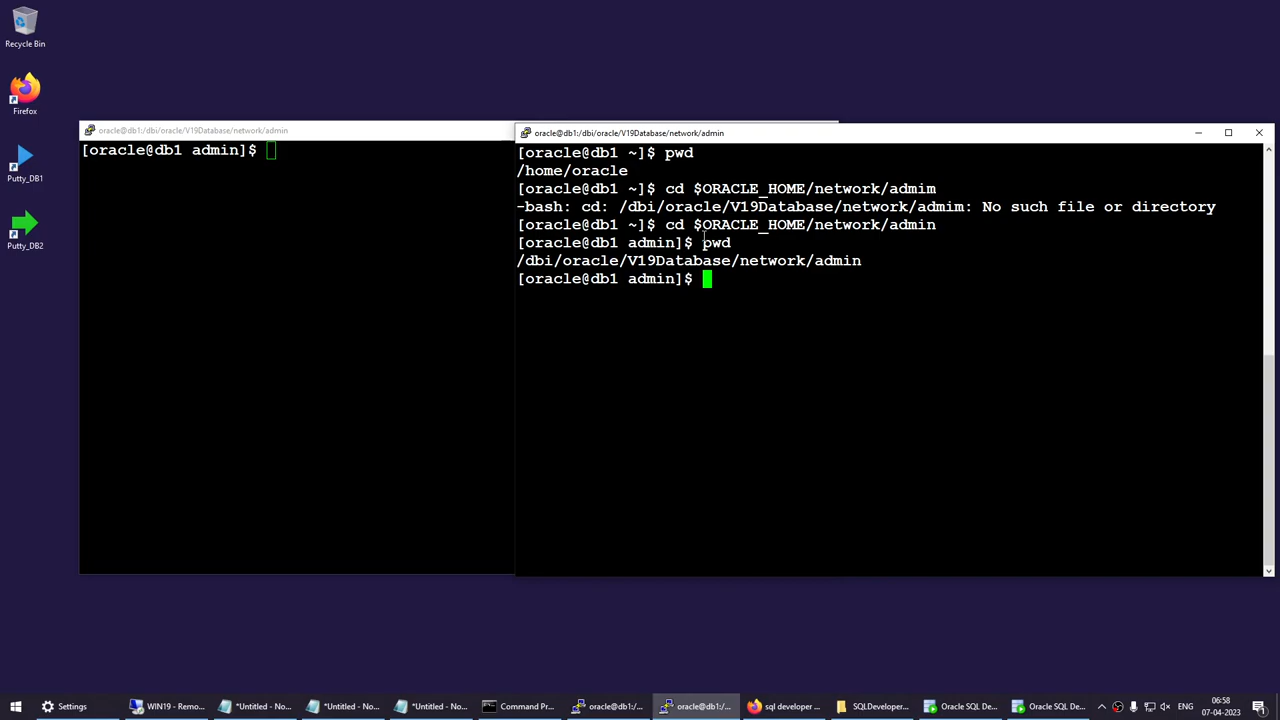 Recycle Bin
Firefox
Putty_DB1
Putty_DB2
oracle@db1:/dbi/oracle/V19Database/network/admin
[oracle@db1 admin]$
oracle@db1:/dbi/oracle/V19Database/network/admin
[oracle@db1 ~]$ pwd
/home/oracle
[oracle@db1 ~]$ cd $ORACLE_HOME/network/admim
-bash: cd: /dbi/oracle/V19Database/network/admim: No such file or directory
[oracle@db1 ~]$ cd $ORACLE_HOME/network/admin
[oracle@db1 admin]$ pwd
/dbi/oracle/V19Database/network/admin
[oracle@db1 admin]$
Settings
WIN19 - Remo...
*Untitled - No...
*Untitled - No...
*Untitled - No...
Command Pr...
oracle@db1:/...
oracle@db1:/...
sql developer ...
SQLDeveloper...
Oracle SQL De...
Oracle SQL De...
ENG
06:58
07-04-2023